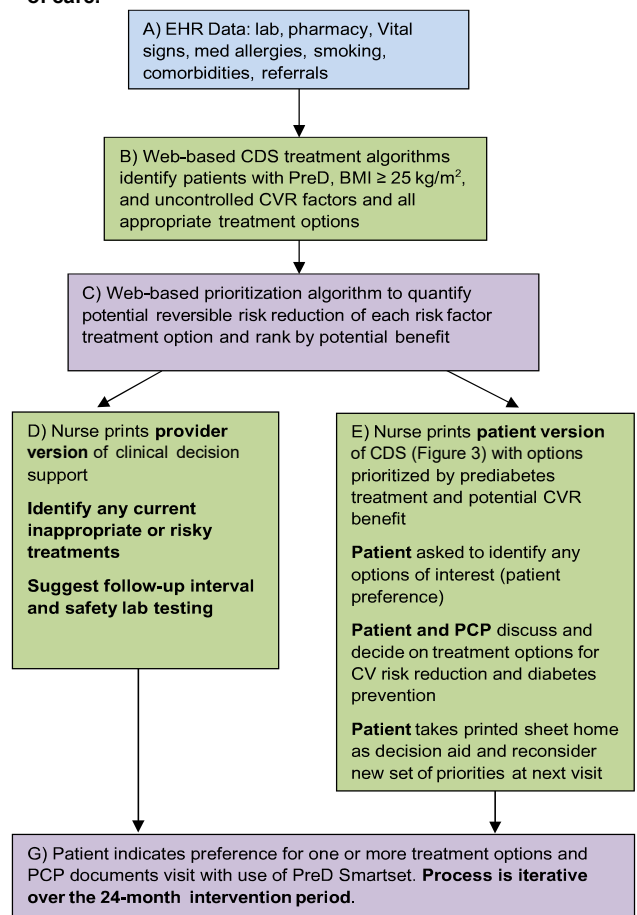 of care.
A) EHR Data: lab, pharmacy, Vital
signs, med allergies, smoking,
comorbidities, referrals
B) Web-based CDS treatment algorithms
identify patients with PreD, BMI ≥ 25 kg/m²,
and uncontrolled CVR factors and all
appropriate treatment options
C) Web-based prioritization algorithm to quantify
potential reversible risk reduction of each risk factor
treatment option and rank by potential benefit
D) Nurse prints provider
version of clinical decision
support
Identify any current
inappropriate or risky
treatments
Suggest follow-up interval
and safety lab testing
E) Nurse prints patient version
of CDS (Figure 3) with options
prioritized by prediabetes
treatment and potential CVR
benefit
Patient asked to identify any
options of interest (patient
preference)
Patient and PCP discuss and
decide on treatment options for
CV risk reduction and diabetes
prevention
Patient takes printed sheet home
as decision aid and reconsider
new set of priorities at next visit
G) Patient indicates preference for one or more treatment options and
PCP documents visit with use of PreD Smartset. Process is iterative
over the 24-month intervention period.